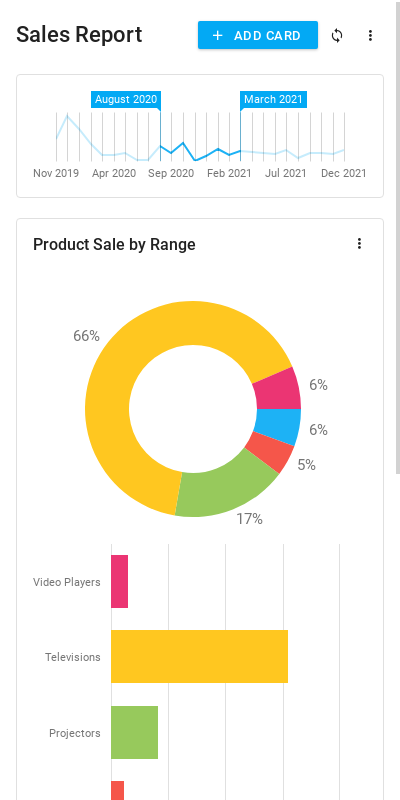 Sales Report
ADD CARD
August 2020
March 2021
Nov 2019 Apr 2020 Sep 2020 Feb 2021 Jul 2021 Dec 2021
Product Sale by Range
66%
6%
6%
5%
17%
Video Players
Televisions
Projectors